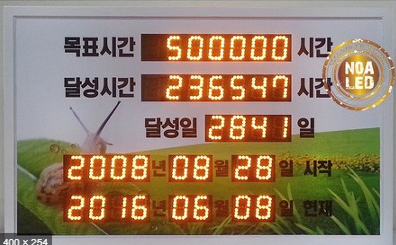 목표시간 500000 시간
달성시간 236547 시간
NOA
LED
달성일 2841 일
2008 년 08 월 28 일 시작
2016 년 06 월 08 일 현재
400 × 254